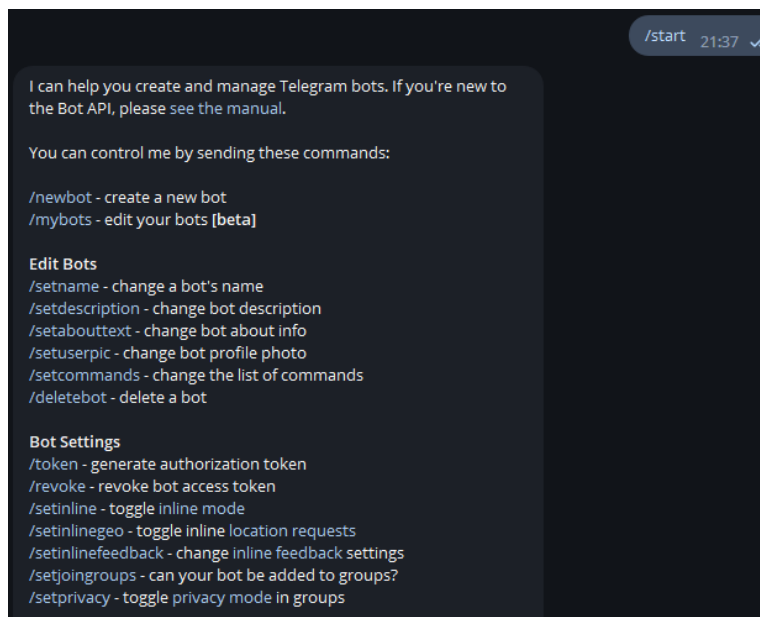 /start 21:37
I can help you create and manage Telegram bots. If you're new to
the Bot API, please see the manual.
You can control me by sending these commands:
/newbot - create a new bot
/mybots - edit your bots [beta]
Edit Bots
/setname - change a bot's name
/setdescription - change bot description
/setabouttext - change bot about info
/setuserpic - change bot profile photo
/setcommands - change the list of commands
/deletebot - delete a bot
Bot Settings
/token - generate authorization token
/revoke - revoke bot access token
/setinline - toggle inline mode
/setinlinegeo - toggle inline location requests
/setinlinefeedback - change inline feedback settings
/setjoingroups - can your bot be added to groups?
/setprivacy - toggle privacy mode in groups